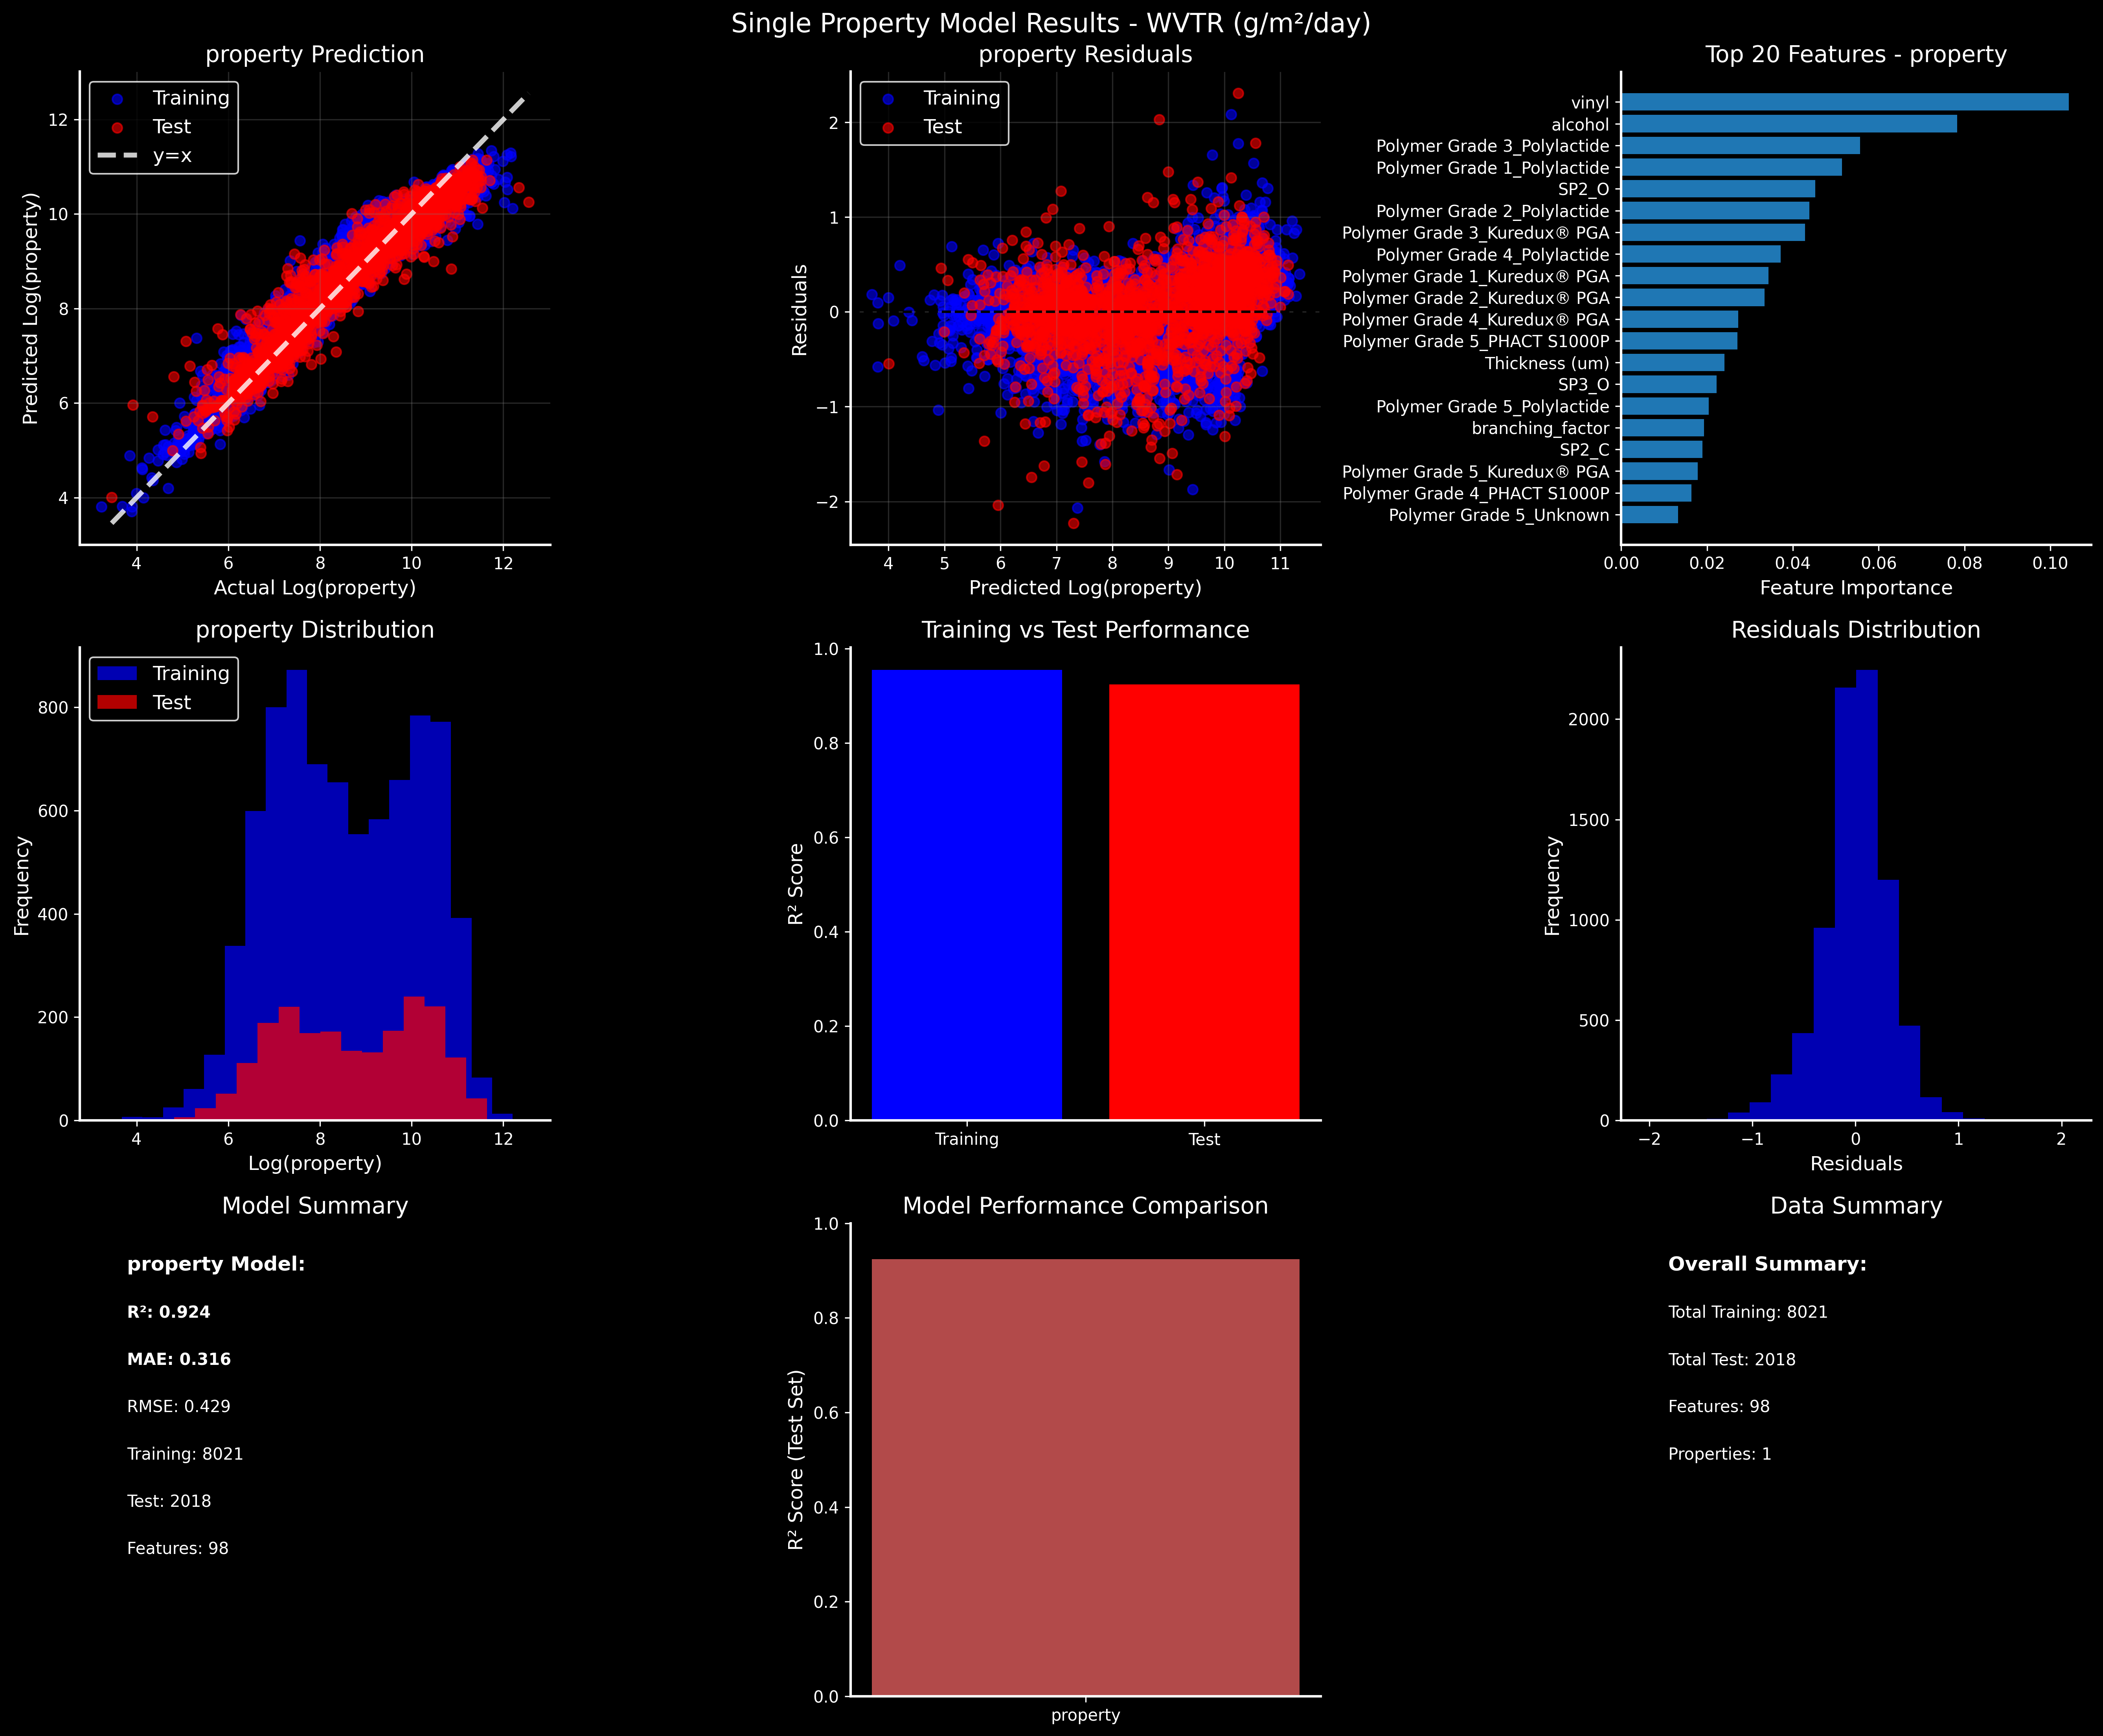 Single Property Model Results - WVTR (g/m²/day)
property Prediction
Training
Test
y=x
12
10
8
6
4
4
6
8
10
12
Predicted Log(property)
Actual Log(property)
property Residuals
Training
Test
2
1
0
−1
−2
4
5
6
7
8
9
10
11
Residuals
Predicted Log(property)
Top 20 Features - property
vinyl
alcohol
Polymer Grade 3_Polylactide
Polymer Grade 1_Polylactide
SP2_O
Polymer Grade 2_Polylactide
Polymer Grade 3_Kuredux® PGA
Polymer Grade 4_Polylactide
Polymer Grade 1_Kuredux® PGA
Polymer Grade 2_Kuredux® PGA
Polymer Grade 4_Kuredux® PGA
Polymer Grade 5_PHACT S1000P
Thickness (um)
SP3_O
Polymer Grade 5_Polylactide
branching_factor
SP2_C
Polymer Grade 5_Kuredux® PGA
Polymer Grade 4_PHACT S1000P
Polymer Grade 5_Unknown
0.00
0.02
0.04
0.06
0.08
0.10
Feature Importance
property Distribution
Training
Test
800
600
400
200
0
4
6
8
10
12
Frequency
Log(property)
Training vs Test Performance
1.0
0.8
0.6
0.4
0.2
0.0
Training
Test
R² Score
Residuals Distribution
2000
1500
1000
500
0
−2
−1
0
1
2
Frequency
Residuals
Model Summary
property Model:
R²: 0.924
MAE: 0.316
RMSE: 0.429
Training: 8021
Test: 2018
Features: 98
Model Performance Comparison
1.0
0.8
0.6
0.4
0.2
0.0
R² Score (Test Set)
property
Data Summary
Overall Summary:
Total Training: 8021
Total Test: 2018
Features: 98
Properties: 1